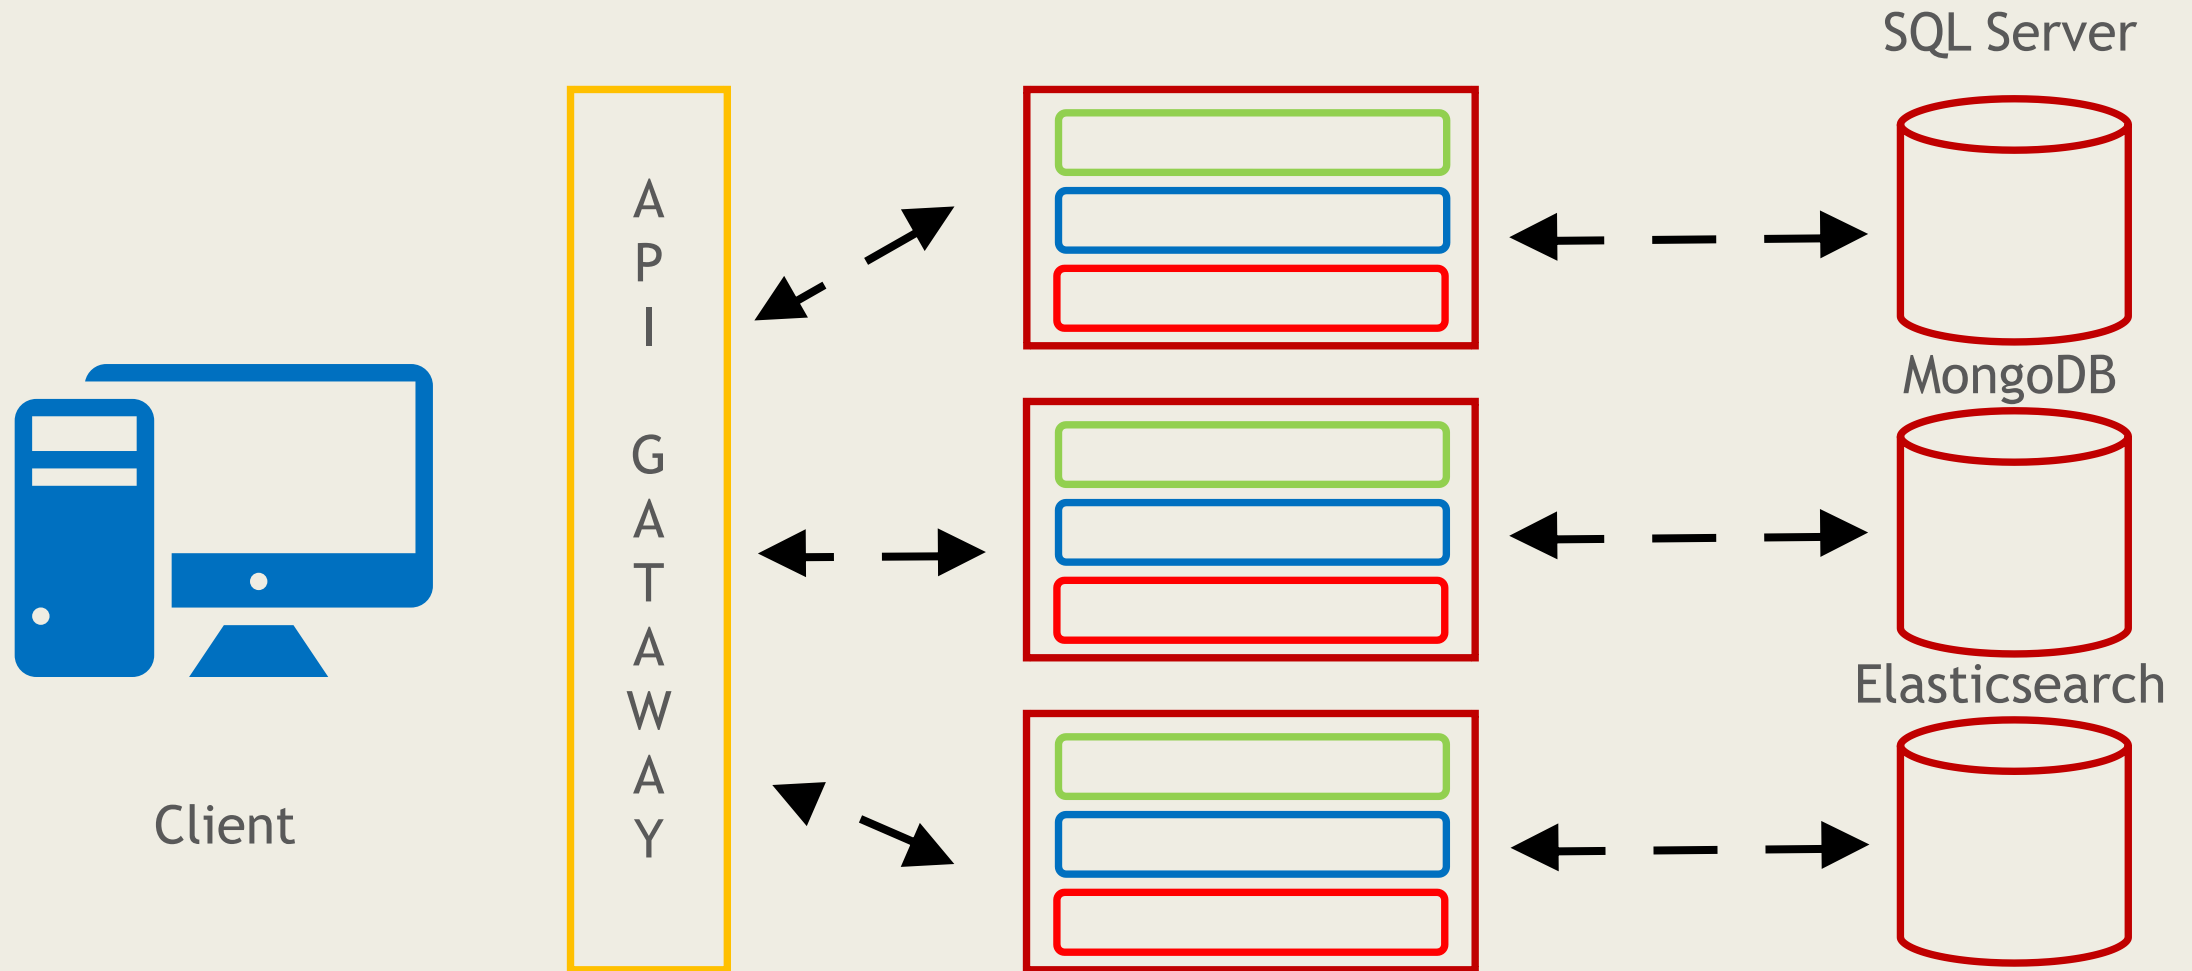 SQL Server
A
P
I
G
A
T
A
W
A
Y
MongoDB
Elasticsearch
Client